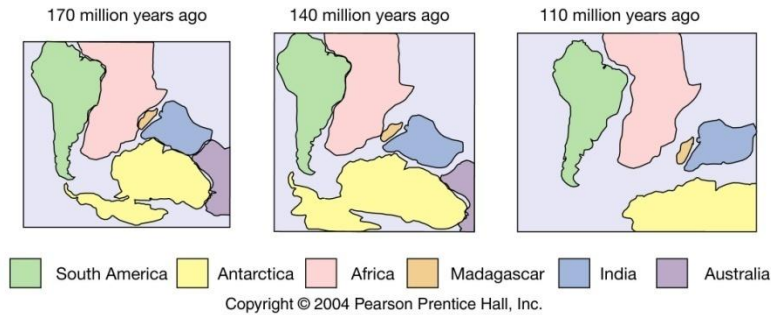 170 million years ago
140 million years ago
110 million years ago
South America
Antarctica
Africa
Madagascar
India
Australia
Copyright © 2004 Pearson Prentice Hall, Inc.